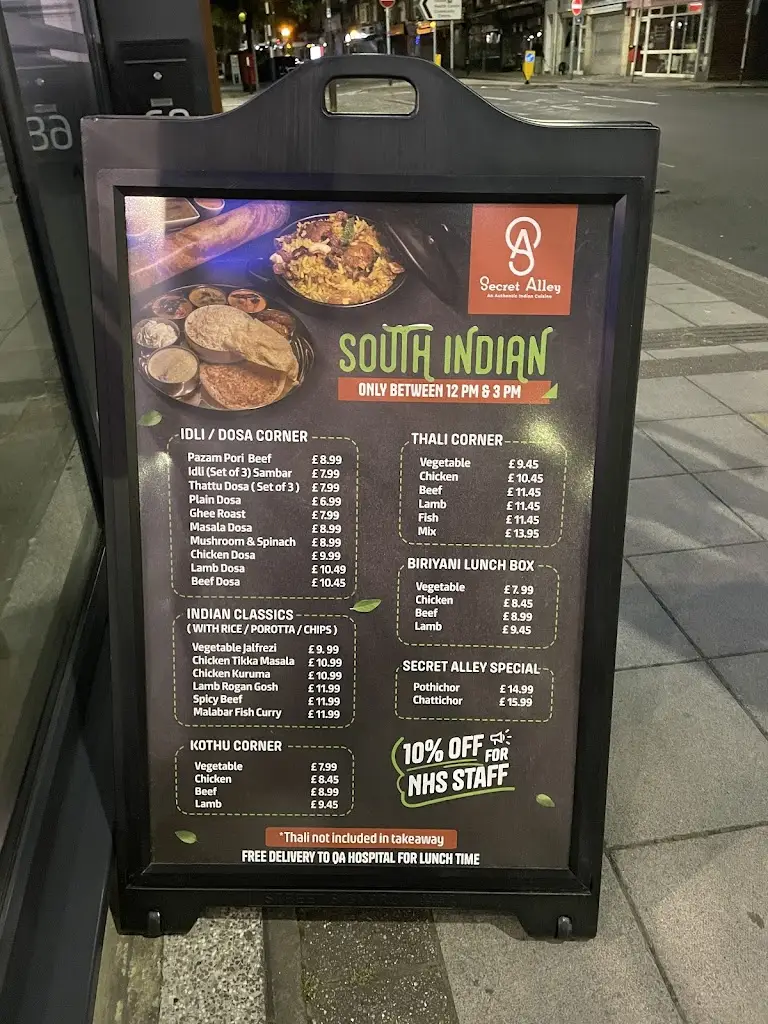 Secret Alley
An Authentic Indian Cuisine
SOUTH INDIAN
ONLY BETWEEN 12 PM & 3 PM
IDLI / DOSA CORNER
Pazam Pori Beef £8.99
Idli (Set of 3) Sambar £7.99
Thattu Dosa ( Set of 3 ) £7.99
Plain Dosa £6.99
Ghee Roast £7.99
Masala Dosa £8.99
Mushroom & Spinach £8.99
Chicken Dosa £9.99
Lamb Dosa £10.49
Beef Dosa £10.45
INDIAN CLASSICS
( WITH RICE / POROTTA / CHIPS )
Vegetable Jalfrezi £9.99
Chicken Tikka Masala £10.99
Chicken Kuruma £10.99
Lamb Rogan Gosh £11.99
Spicy Beef £11.99
Malabar Fish Curry £11.99
KOTHU CORNER
Vegetable £7.99
Chicken £8.45
Beef £8.99
Lamb £9.45
THALI CORNER
Vegetable £9.45
Chicken £10.45
Beef £11.45
Lamb £11.45
Fish £11.45
Mix £13.95
BIRIYANI LUNCH BOX
Vegetable £7.99
Chicken £8.45
Beef £8.99
Lamb £9.45
SECRET ALLEY SPECIAL
Pothichor £14.99
Chattichor £15.99
10% OFF FOR
NHS STAFF
*Thali not included in takeaway
FREE DELIVERY TO QA HOSPITAL FOR LUNCH TIME